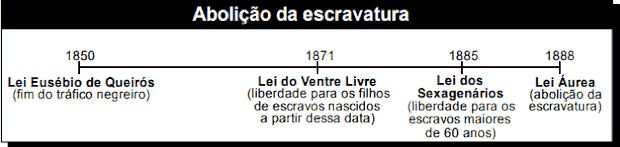 Abolição da escravatura
1850
1871
1885
1888
Lei Eusébio de Queirós
(fim do tráfico negreiro)
Lei do Ventre Livre
(liberdade para os filhos
de escravos nascidos
a partir dessa data)
Lei dos
Sexagenários
(liberdade para os
escravos maiores
de 60 anos)
Lei Áurea
(abolição da
escravatura)